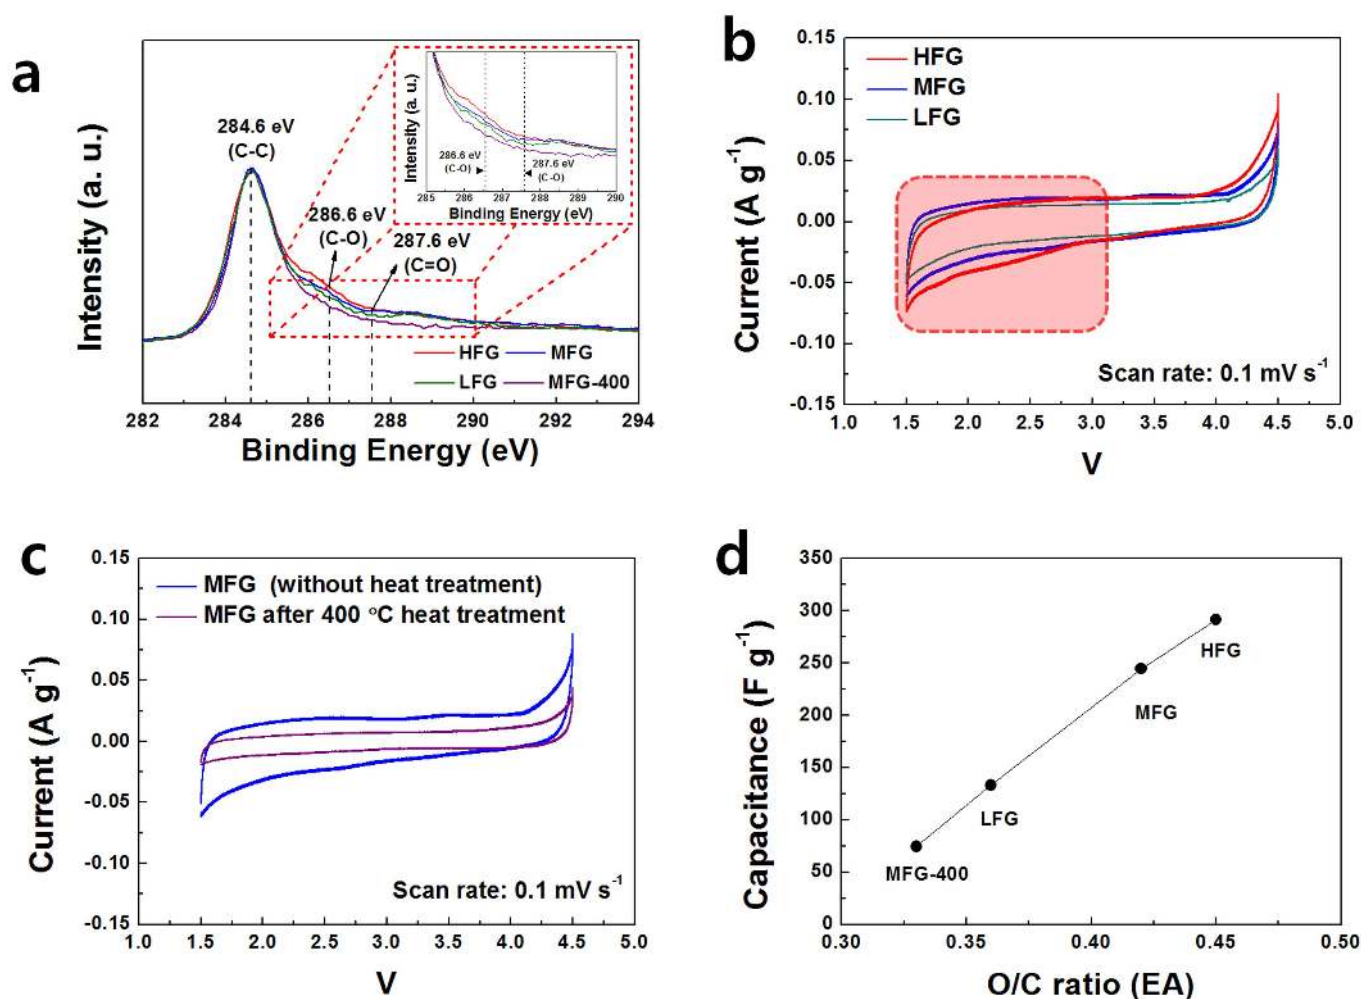 a
Intensity (a. u.)
284.6 eV
(C-C)
286.6 eV
(C-O)
287.6 eV
(C=O)
HFG
MFG
LFG
MFG-400
282 284 286 288 290 292 294
Binding Energy (eV)
Intensity (a. u.)
286.6 eV
(C-O)
287.6 eV
(C-O)
285 286 287 288 289 290
Binding Energy (eV)
b
Current (A g-1)
0.15
0.10
0.05
0.00
-0.05
-0.10
-0.15
HFG
MFG
LFG
Scan rate: 0.1 mV s-1
1.0 1.5 2.0 2.5 3.0 3.5 4.0 4.5 5.0
V
c
Current (A g-1)
0.15
0.10
0.05
0.00
-0.05
-0.10
-0.15
MFG (without heat treatment)
MFG after 400 °C heat treatment
Scan rate: 0.1 mV s-1
1.0 1.5 2.0 2.5 3.0 3.5 4.0 4.5 5.0
V
d
Capacitance (F g-1)
350
300
250
200
150
100
50
0
HFG
MFG
LFG
MFG-400
0.30 0.35 0.40 0.45 0.50
O/C ratio (EA)